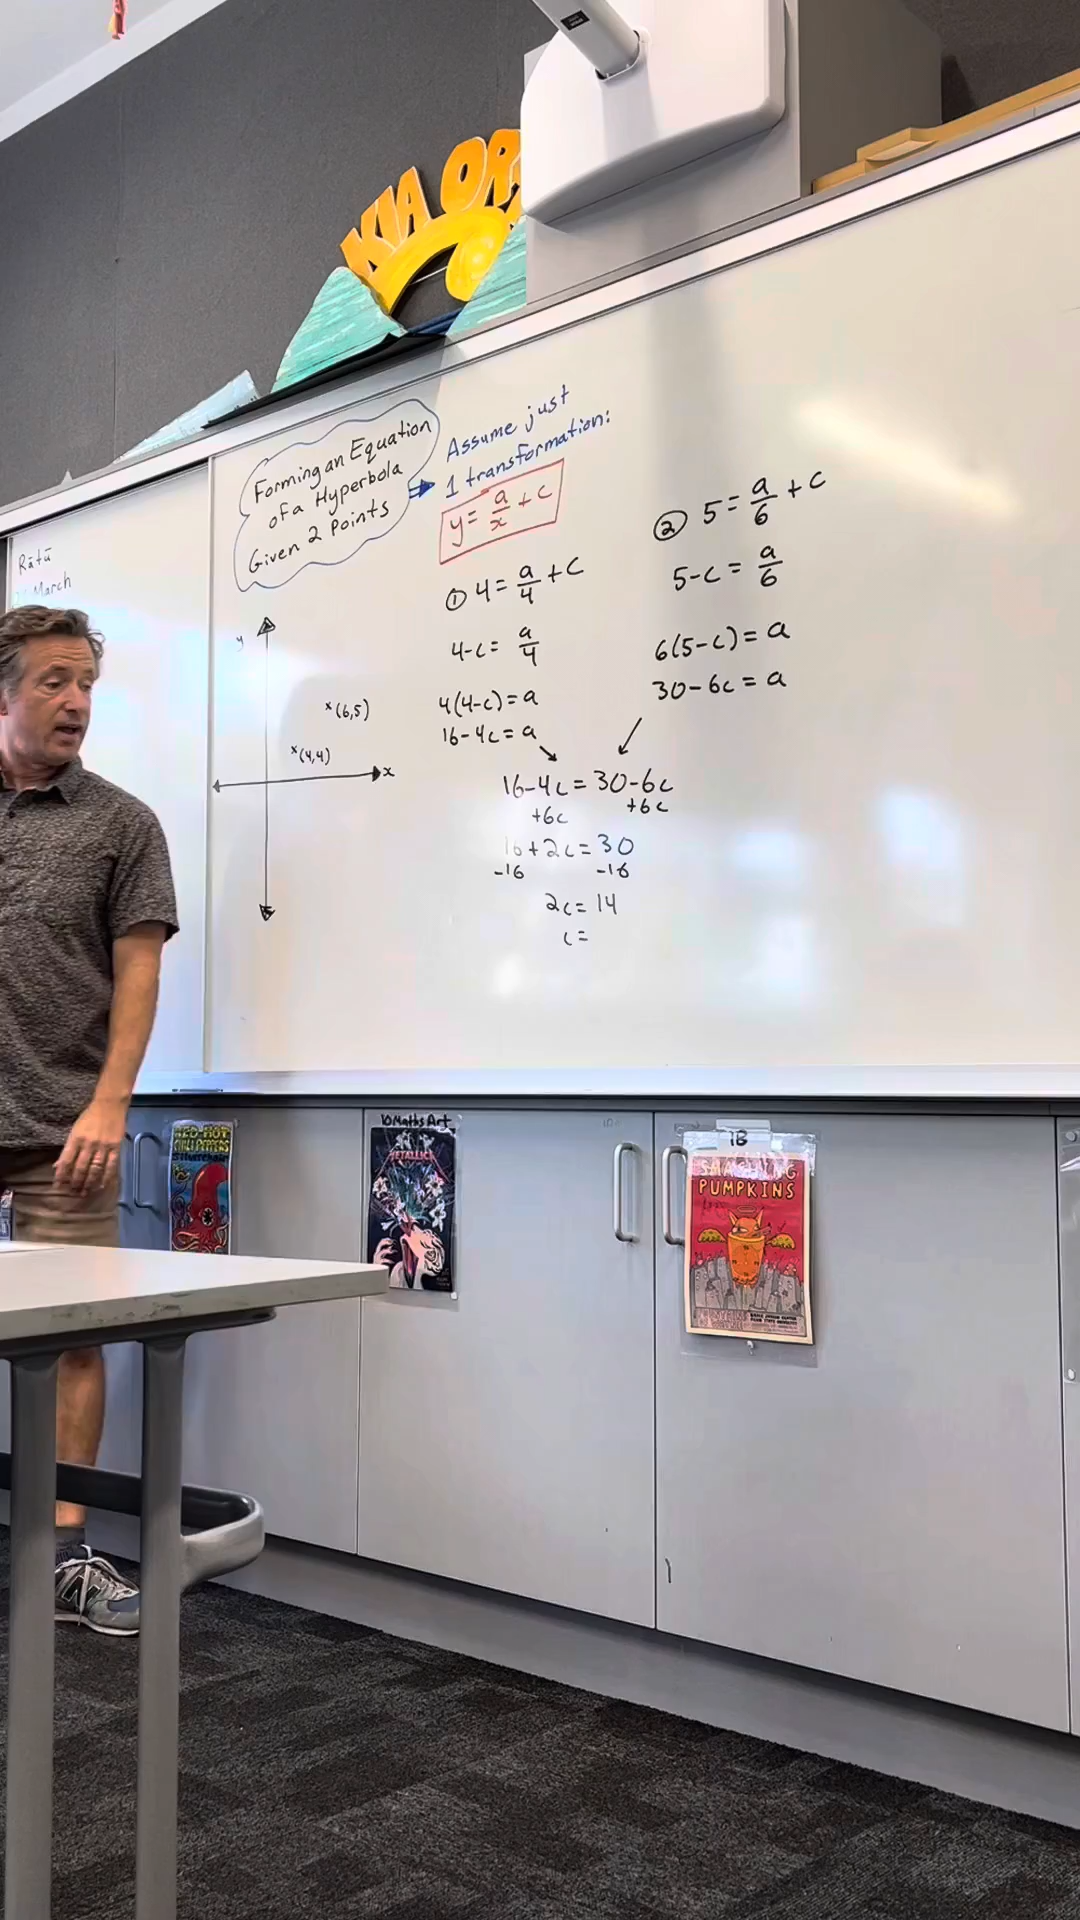 KIA OR
Forming an Equation
of a Hyperbola
Given 2 Points
Assume just
1 transformation:
y = a/x + c
Rātū
March
y
x (6,5)
x (4,4)
x
① 4 = a/4 + c
4-c = a/4
4(4-c) = a
16-4c = a
② 5 = a/6 + c
5-c = a/6
6(5-c) = a
30-6c = a
16-4c = 30-6c
+6c +6c
16+2c = 30
-16 -16
2c = 14
c =
RED HOT
CHILI PEPPERS
Silverchair
10 Maths Art
METALLICA
1B
SMASHING
PUMPKINS